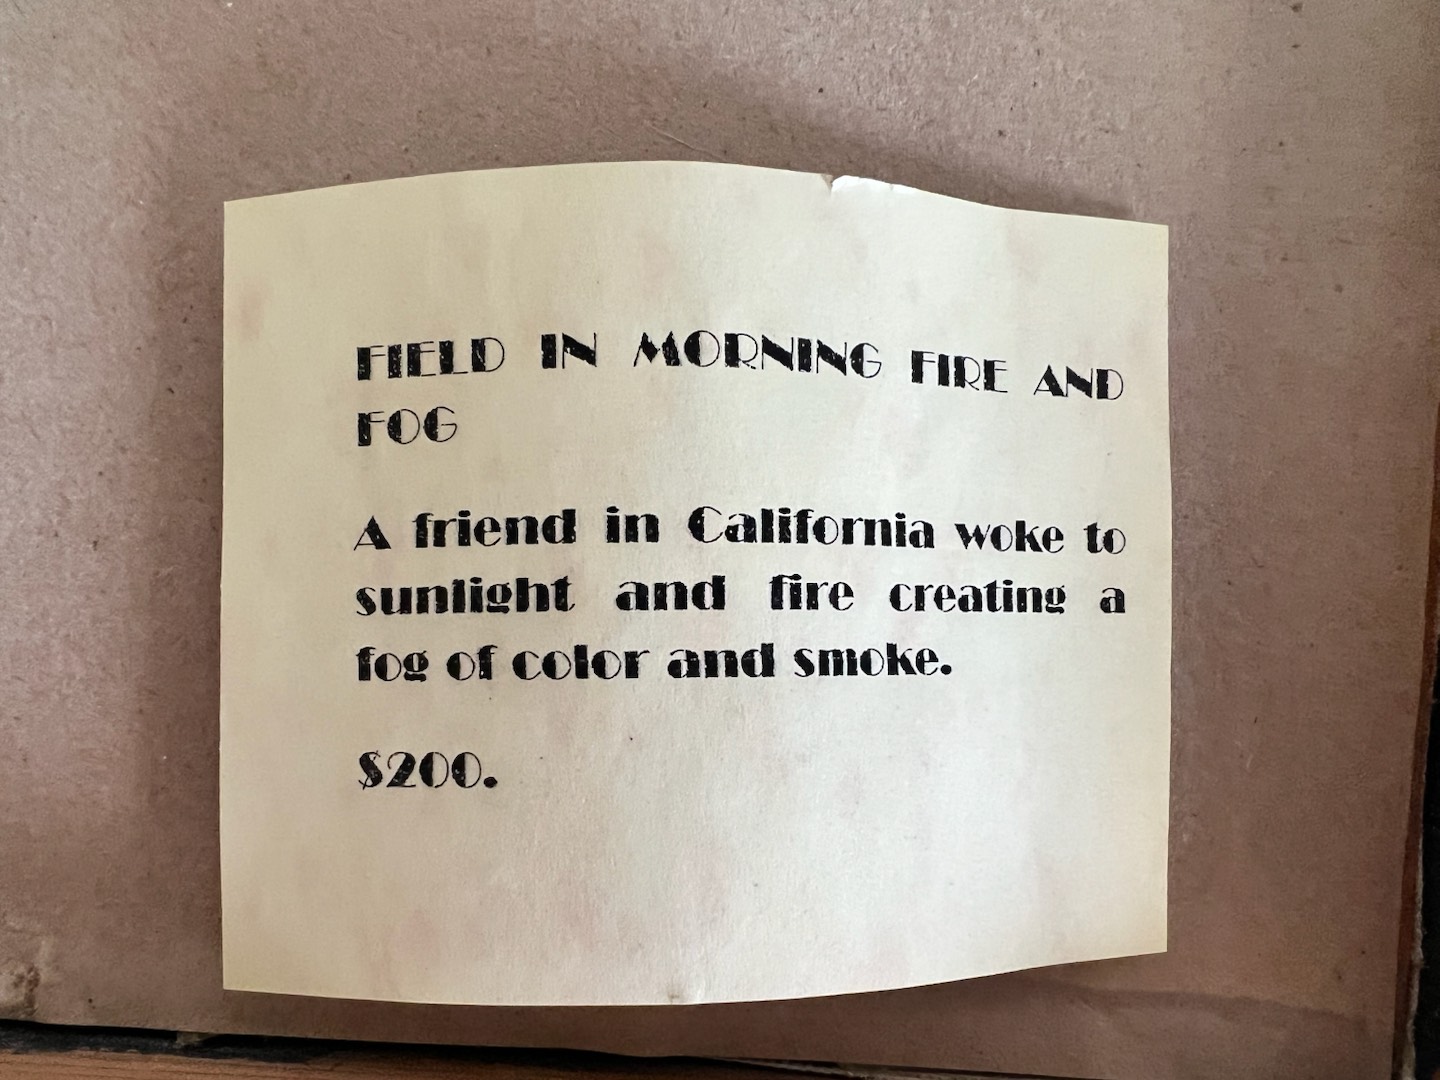 FIELD IN MORNING FIRE AND
FOG
A friend in California woke to
sunlight and fire creating a
fog of color and smoke.
$200.